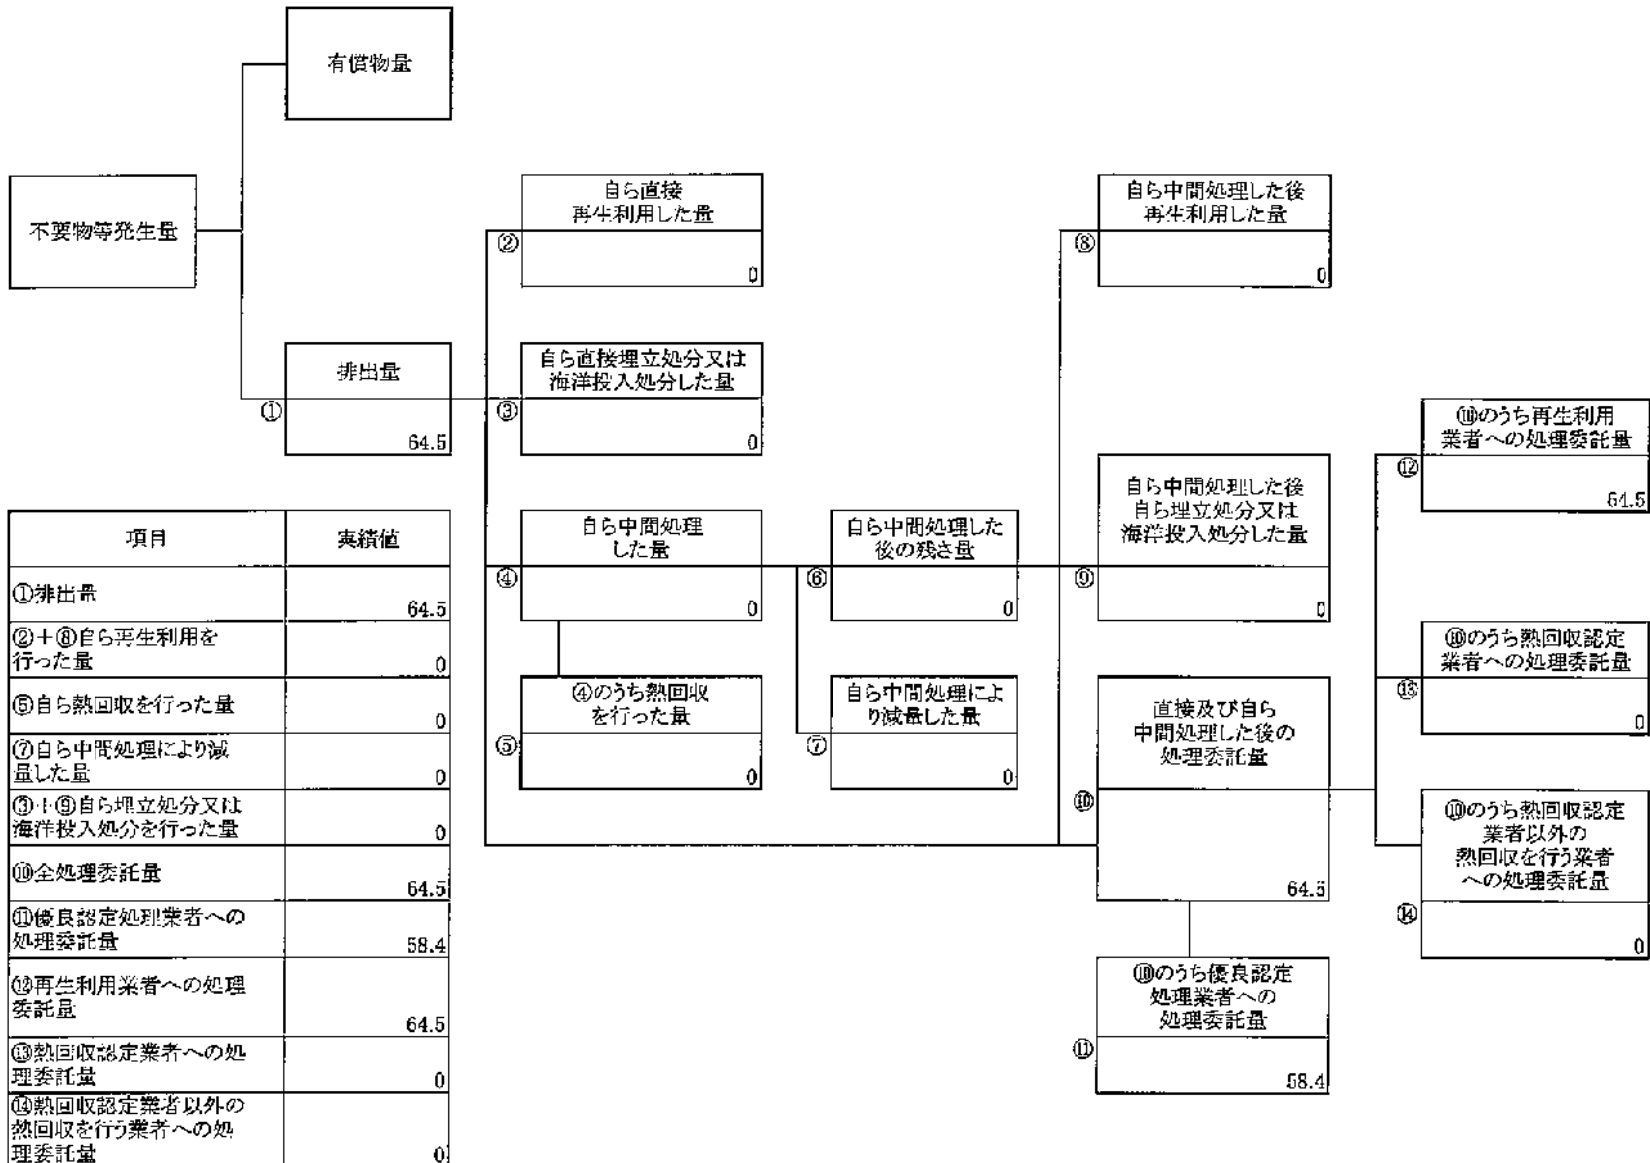 有償物量
不要物等発生量
排出量
①
64.5
自ら直接
再生利用した量
②
0
自ら直接埋立処分又は
海洋投入処分した量
③
0
自ら中間処理
した量
④
0
④のうち熱回収
を行った量
⑤
0
自ら中間処理した
後の残さ量
⑥
0
自ら中間処理によ
り減量した量
⑦
0
自ら中間処理した後
再生利用した量
⑧
0
自ら中間処理した後
自ら埋立処分又は
海洋投入処分した量
⑨
0
直接及び自ら
中間処理した後の
処理委託量
⑩
64.5
⑩のうち優良認定
処理業者への
処理委託量
⑪
58.4
⑩のうち再生利用
業者への処理委託量
⑫
64.5
⑩のうち熱回収認定
業者への処理委託量
⑬
0
⑩のうち熱回収認定
業者以外の
熱回収を行う業者
への処理委託量
⑭
0
項目 実績値
①排出量 64.5
②+⑧自ら再生利用を
行った量 0
⑤自ら熱回収を行った量 0
⑦自ら中間処理により減
量した量 0
③+⑨自ら埋立処分又は
海洋投入処分を行った量 0
⑩全処理委託量 64.5
⑪優良認定処理業者への
処理委託量 58.4
⑫再生利用業者への処理
委託量 64.5
⑬熱回収認定業者への処
理委託量 0
⑭熱回収認定業者以外の
熱回収を行う業者への処
理委託量 0